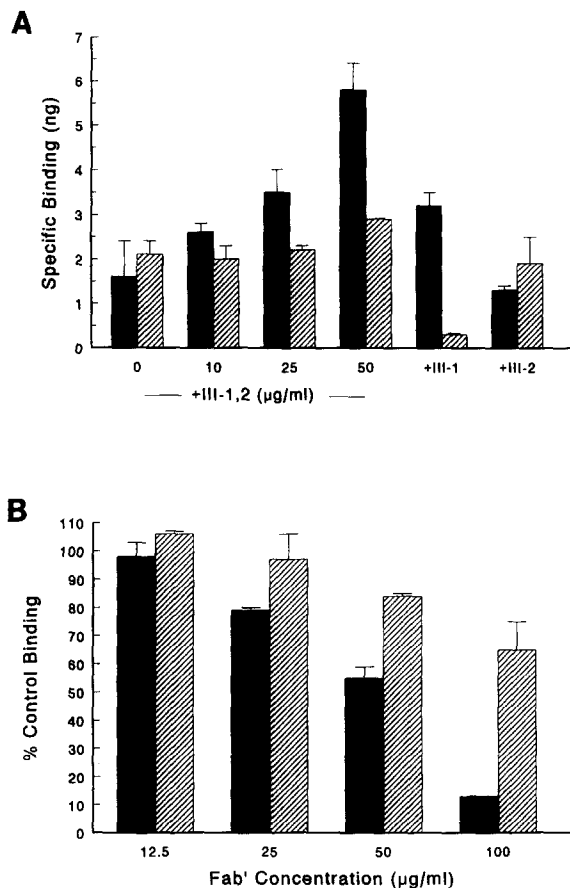 A
Specific Binding (ng)
7
6
5
4
3
2
1
0
0 10 25 50 +III-1 +III-2
+III-1,2 (µg/ml)
B
% Control Binding
110
100
90
80
70
60
50
40
30
20
10
0
12.5 25 50 100
Fab' Concentration (µg/ml)